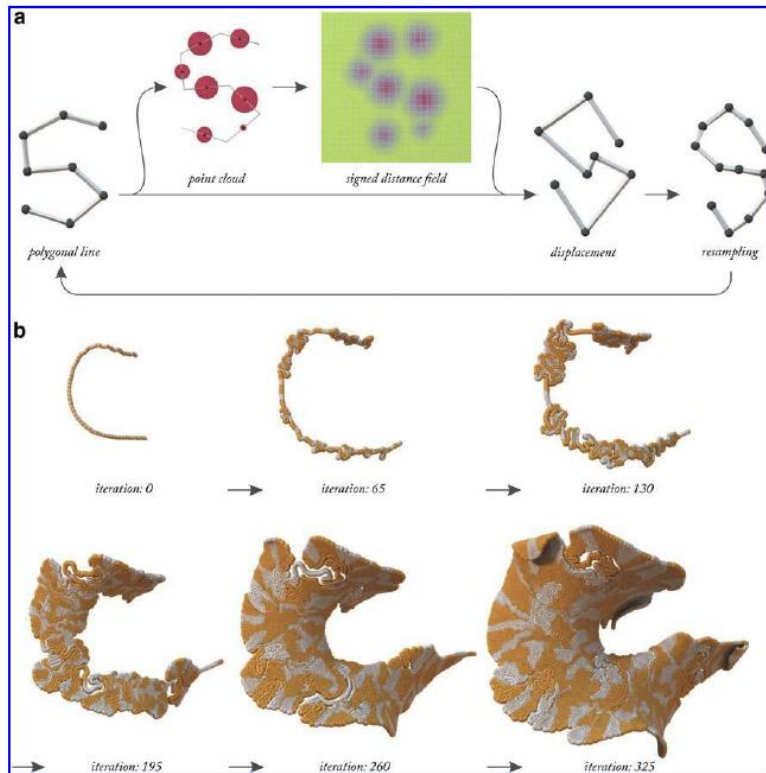 a
point cloud
signed distance field
polygonal line
displacement
resampling
b
iteration: 0
iteration: 65
iteration: 130
iteration: 195
iteration: 260
iteration: 325